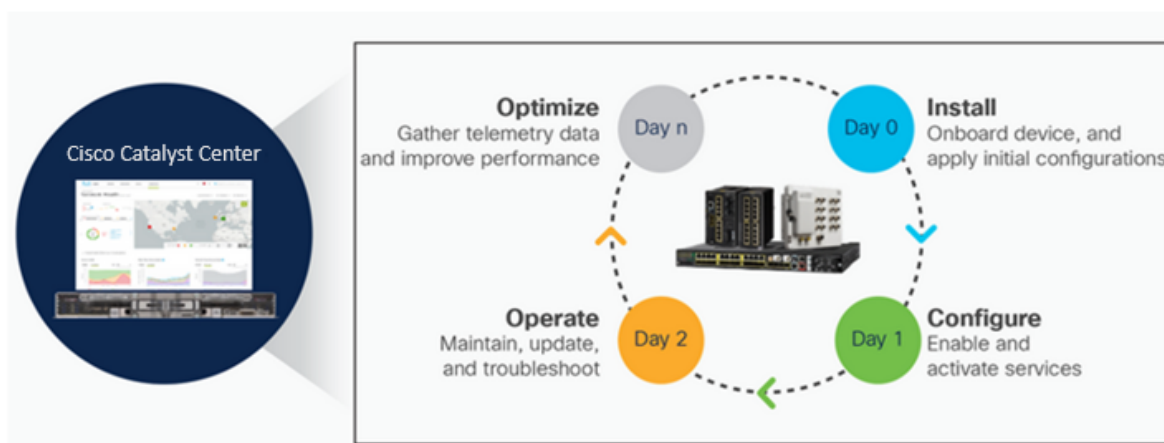 Cisco Catalyst Center
Optimize
Gather telemetry data
and improve performance
Day n
Day 0
Install
Onboard device, and
apply initial configurations
Operate
Maintain, update,
and troubleshoot
Day 2
Day 1
Configure
Enable and
activate services